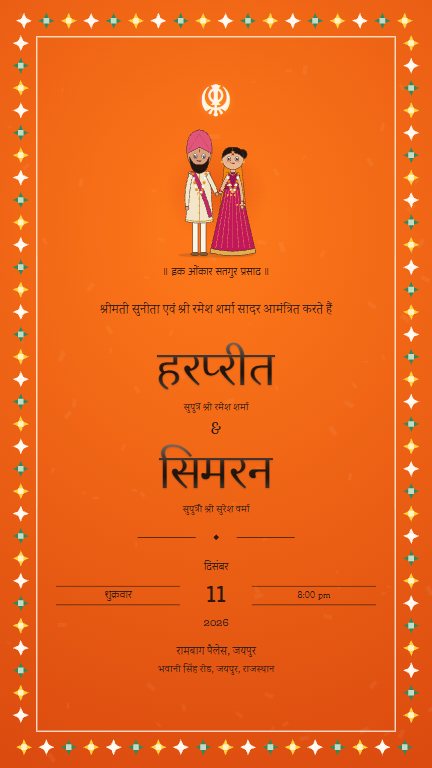 ॥ इक ओंकार सतगुर प्रसाद ॥
श्रीमती सुनीता एवं श्री रमेश शर्मा सादर आमंत्रित करते हैं
हरप्रीत
सुपुत्र श्री रमेश शर्मा
&
सिमरन
सुपुत्री श्री सुरेश वर्मा
दिसंबर
शुक्रवार 11 8:00 pm
2026
रामबाग पैलेस, जयपुर
भवानी सिंह रोड, जयपुर, राजस्थान